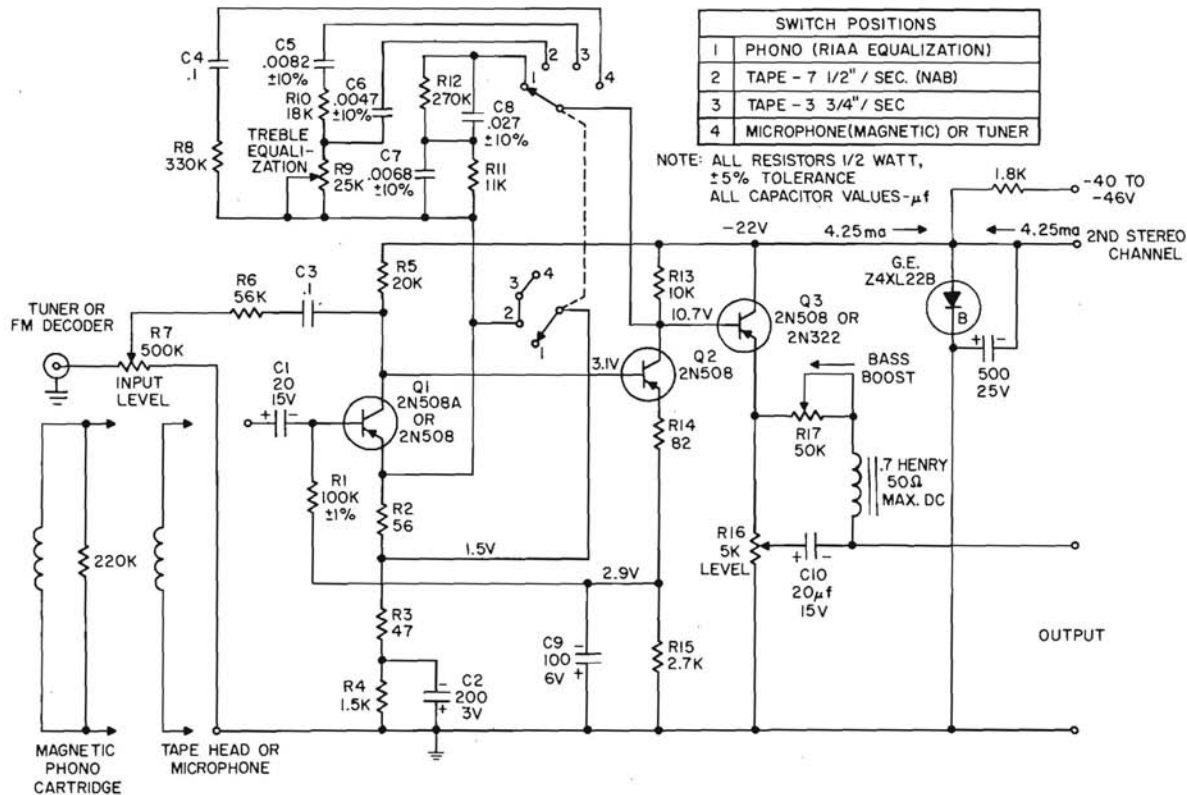 C4
.1
C5
.0082
±10%
R10
18K
TREBLE
EQUALI-
ZATION
R8
330K
R9
25K
C6
.0047
±10%
R12
270K
C7
.0068
±10%
C8
.027
±10%
R11
11K
1
2
3
4
SWITCH POSITIONS
1 PHONO (RIAA EQUALIZATION)
2 TAPE - 7 1/2" / SEC. (NAB)
3 TAPE - 3 3/4" / SEC
4 MICROPHONE(MAGNETIC) OR TUNER
NOTE: ALL RESISTORS 1/2 WATT,
±5% TOLERANCE
ALL CAPACITOR VALUES-μf
1.8K
-40 TO
-46V
-22V
4.25ma
4.25ma
2ND STEREO
CHANNEL
G.E.
Z4XL22B
B
+ -
500
25V
TUNER OR
FM DECODER
R7
500K
INPUT
LEVEL
R6
56K
C3
.1
R5
20K
4
3
2
1
R13
10K
10.7V
Q3
2N508 OR
2N322
3.1V
Q2
2N508
C1
20
15V
+ -
Q1
2N508A
OR
2N508
R14
82
BASS
BOOST
R17
50K
.7 HENRY
50Ω
MAX. DC
R1
100K
±1%
R2
56
1.5V
2.9V
R16
5K
LEVEL
+ -
C10
20μf
15V
220K
R3
47
C9
100
6V
-
+
R15
2.7K
OUTPUT
R4
1.5K
-
+
C2
200
3V
MAGNETIC
PHONO
CARTRIDGE
TAPE HEAD OR
MICROPHONE